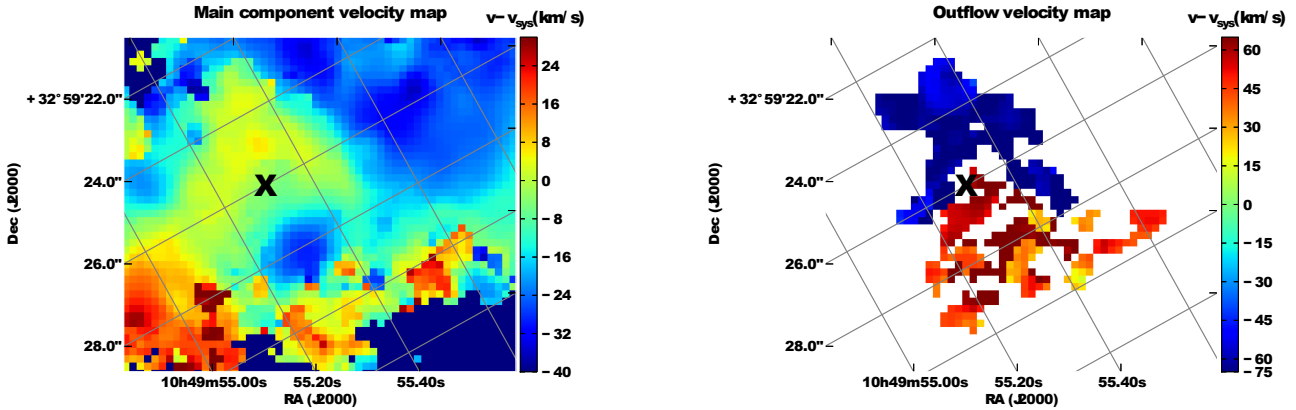 Main component velocity map
v− v_sys(km/ s)
24
16
8
0
− 8
− 16
− 24
− 32
− 40
+ 32° 59'22.0"
24.0"
26.0"
28.0"
Dec (J2000)
X
10h49m55.00s
55.20s
55.40s
RA (J2000)
Outflow velocity map
v− v_sys(km/ s)
60
45
30
15
0
− 15
− 30
− 45
− 60
− 75
+ 32° 59'22.0"
24.0"
26.0"
28.0"
Dec (J2000)
X
10h49m55.00s
55.20s
55.40s
RA (J2000)